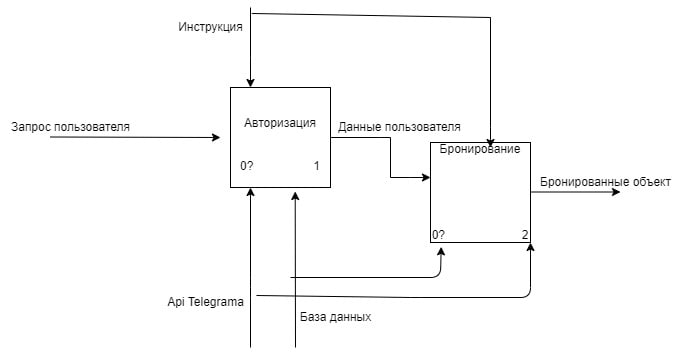 Инструкция
Запрос пользователя
Авторизация
0? 1
Данные пользователя
Бронирование
0? 2
Бронированные объект
Api Telegrama
База данных